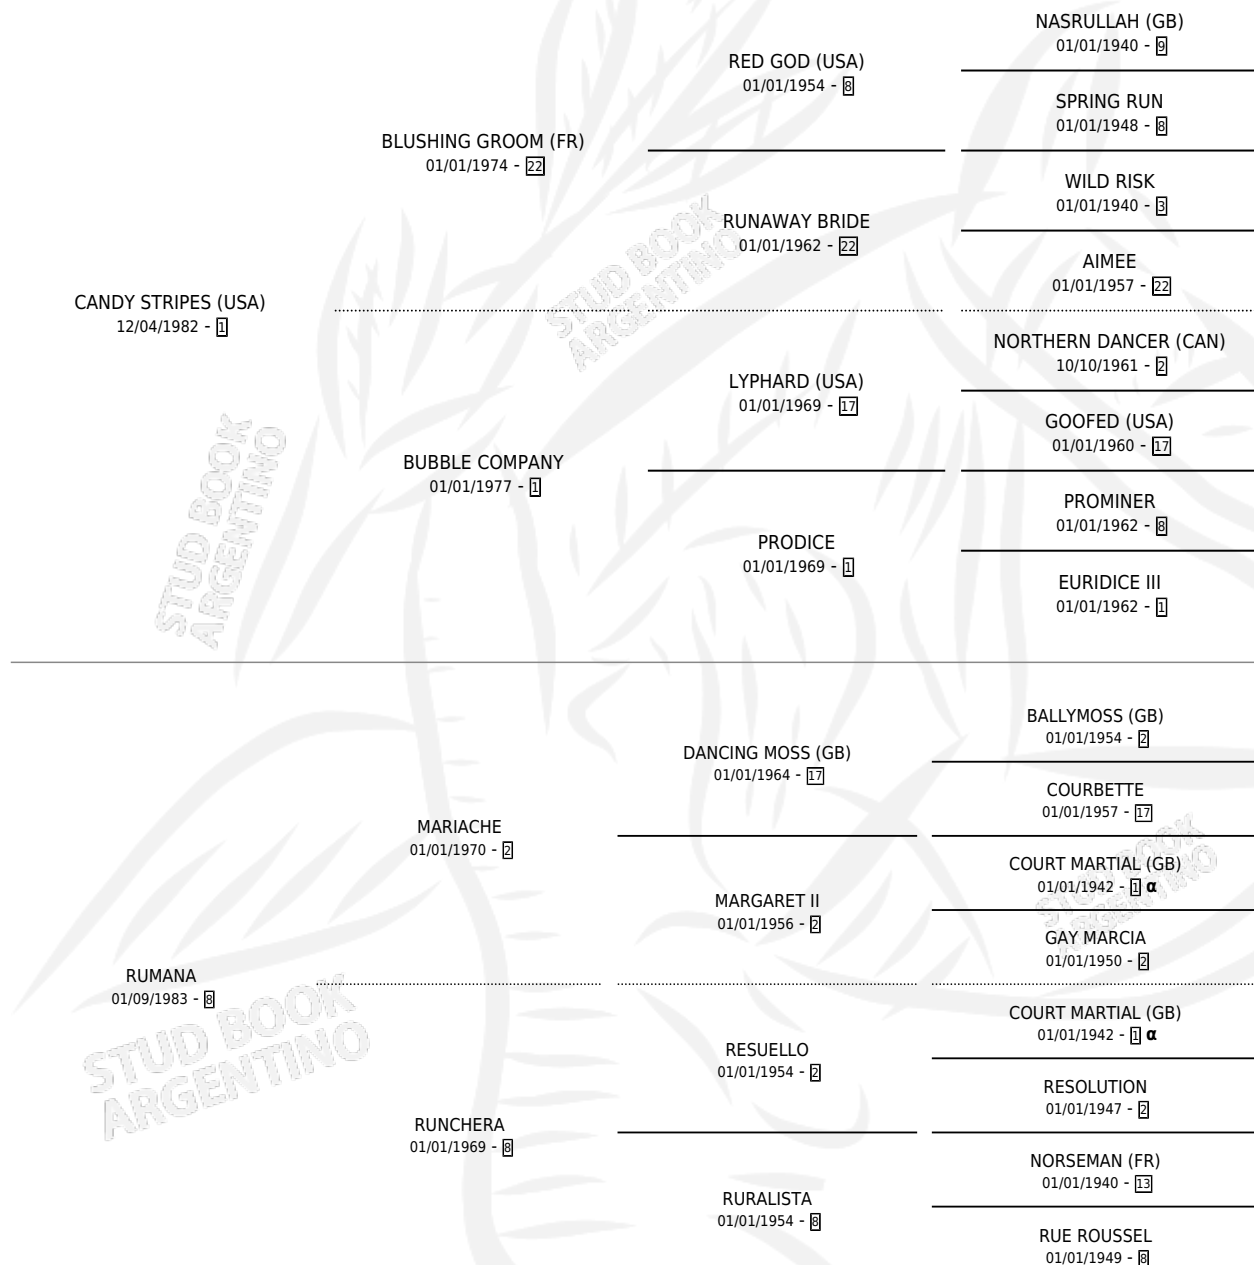 NASRULLAH (GB)
01/01/1940 - 9
RED GOD (USA)
01/01/1954 - 8
SPRING RUN
01/01/1948 - 8
BLUSHING GROOM (FR)
01/01/1974 - 22
WILD RISK
01/01/1940 - 3
RUNAWAY BRIDE
01/01/1962 - 22
AIMEE
01/01/1957 - 22
CANDY STRIPES (USA)
12/04/1982 - 1
NORTHERN DANCER (CAN)
10/10/1961 - 2
LYPHARD (USA)
01/01/1969 - 17
GOOFED (USA)
01/01/1960 - 17
BUBBLE COMPANY
01/01/1977 - 1
PROMINER
01/01/1962 - 8
PRODICE
01/01/1969 - 1
EURIDICE III
01/01/1962 - 1
BALLYMOSS (GB)
01/01/1954 - 2
DANCING MOSS (GB)
01/01/1964 - 17
COURBETTE
01/01/1957 - 17
MARIACHE
01/01/1970 - 2
COURT MARTIAL (GB)
01/01/1942 - 1 α
MARGARET II
01/01/1956 - 2
GAY MARCIA
01/01/1950 - 2
RUMANA
01/09/1983 - 8
COURT MARTIAL (GB)
01/01/1942 - 1 α
RESUELLO
01/01/1954 - 2
RESOLUTION
01/01/1947 - 2
RUNCHERA
01/01/1969 - 8
NORSEMAN (FR)
01/01/1940 - 13
RURALISTA
01/01/1954 - 8
RUE ROUSSEL
01/01/1949 - 8
STUD BOOK
ARGENTINO
STUD BOOK
ARGENTINO
STUD BOOK
ARGENTINO
STUD BOOK
ARGENTINO